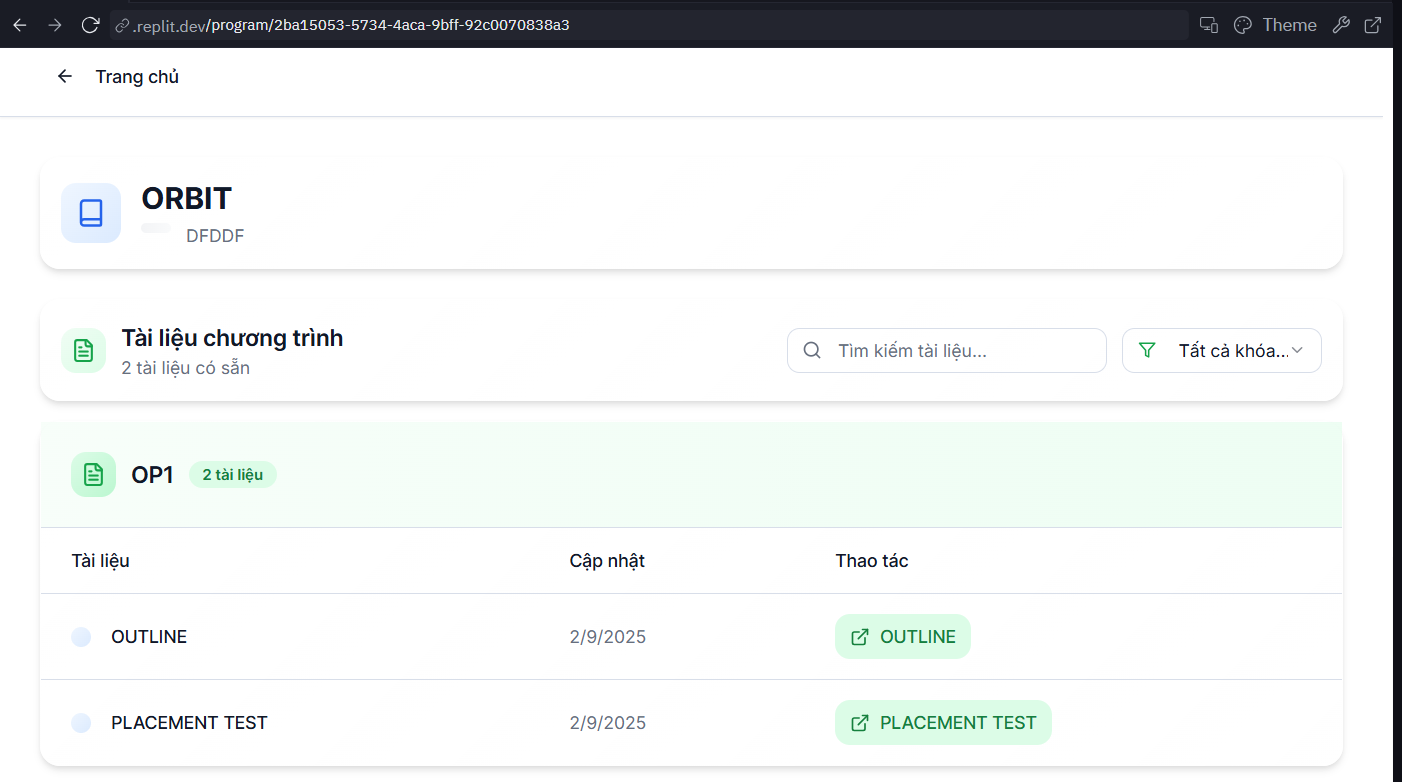 .replit.dev/program/2ba15053-5734-4aca-9bff-92c0070838a3
Theme
Trang chủ
ORBIT
DFDDF
Tài liệu chương trình
2 tài liệu có sẵn
Tìm kiếm tài liệu...
Tất cả khóa...
OP1
2 tài liệu
Tài liệu Cập nhật Thao tác
OUTLINE 2/9/2025 OUTLINE
PLACEMENT TEST 2/9/2025 PLACEMENT TEST